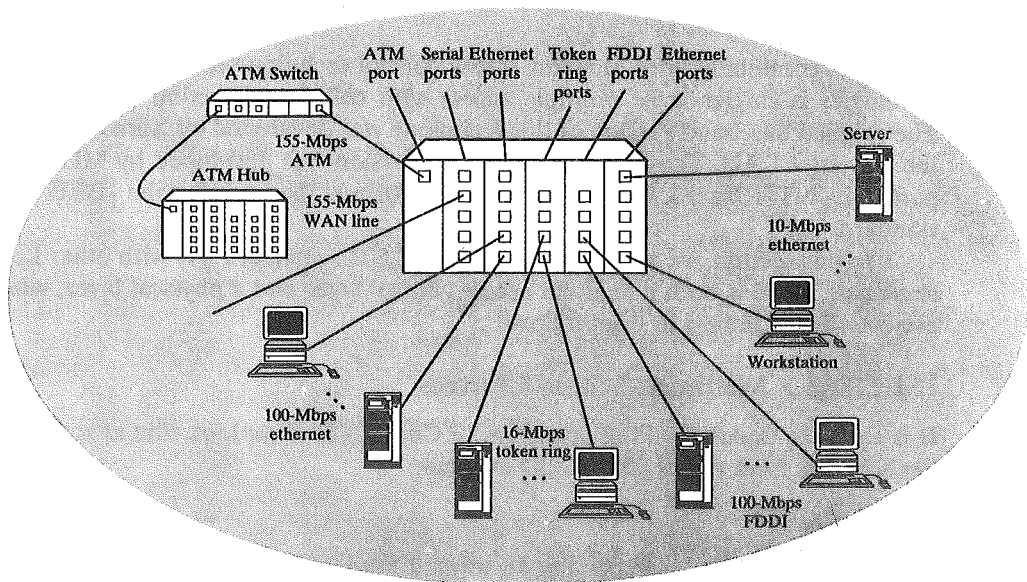 ATM
port
Serial
ports
Ethernet
ports
Token
ring
ports
FDDI
ports
Ethernet
ports
ATM Switch
155-Mbps
ATM
Server
ATM Hub
155-Mbps
WAN line
10-Mbps
ethernet
Workstation
100-Mbps
ethernet
16-Mbps
token ring
100-Mbps
FDDI